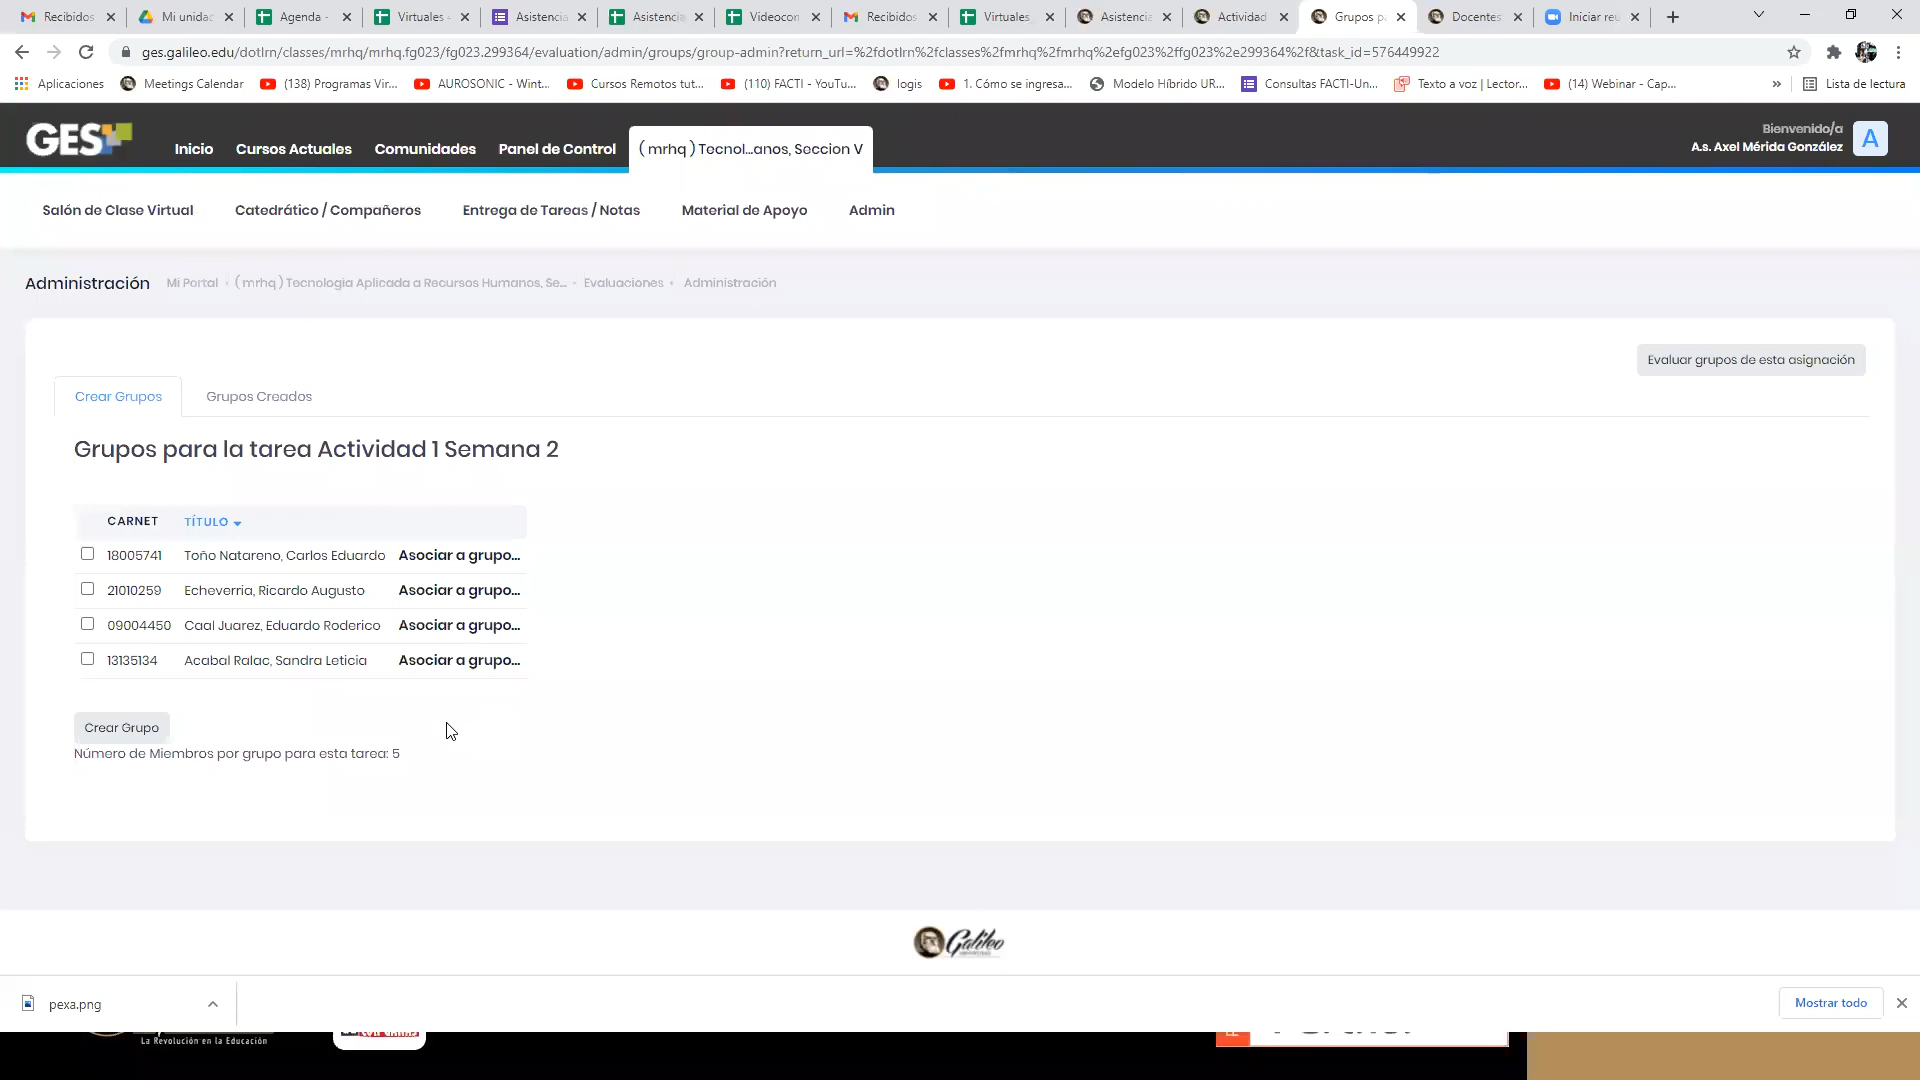 Recibidos
Mi unidad
Agenda -
Virtuales -
Asistencia
Asistencia
Videocon
Recibidos
Virtuales
Asistencia
Actividad
Grupos pa
Docentes
Iniciar reu
ges.galileo.edu/dotlrn/classes/mrhq/mrhq.fg023/fg023.299364/evaluation/admin/groups/group-admin?return_url=%2fdotlrn%2fclasses%2fmrhq%2fmrhq%2efg023%2ffg023%2e299364%2f&task_id=576449922
Aplicaciones
Meetings Calendar
(138) Programas Vir...
AUROSONIC - Wint...
Cursos Remotos tut...
(110) FACTI - YouTu...
logis
1. Cómo se ingresa...
Modelo Híbrido UR...
Consultas FACTI-Un...
Texto a voz | Lector...
(14) Webinar - Cap...
»
Lista de lectura
GES
Inicio
Cursos Actuales
Comunidades
Panel de Control
( mrhq ) Tecnol...anos, Seccion V
Bienvenido/a
A.s. Axel Mérida González
A
Salón de Clase Virtual
Catedrático / Compañeros
Entrega de Tareas / Notas
Material de Apoyo
Admin
Administración
Mi Portal
( mrhq ) Tecnologia Aplicada a Recursos Humanos, Se...
Evaluaciones
Administración
Evaluar grupos de esta asignación
Crear Grupos
Grupos Creados
Grupos para la tarea Actividad 1 Semana 2
CARNET TÍTULO
18005741 Toño Natareno, Carlos Eduardo Asociar a grupo...
21010259 Echeverria, Ricardo Augusto Asociar a grupo...
09004450 Caal Juarez, Eduardo Roderico Asociar a grupo...
13135134 Acabal Ralac, Sandra Leticia Asociar a grupo...
Crear Grupo
Número de Miembros por grupo para esta tarea: 5
Galileo
pexa.png
Mostrar todo
La Revolución en la Educación